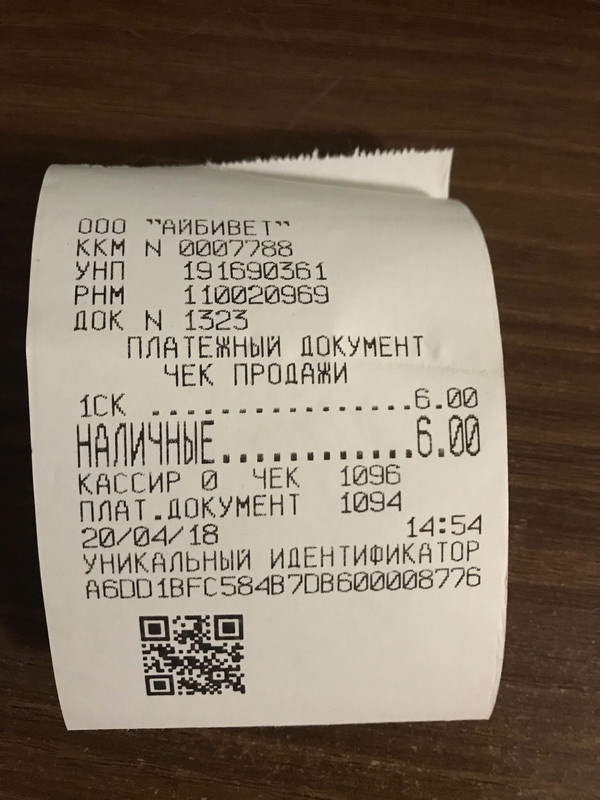 ООО "АЙБИВЕТ"
ККМ N 0007788
УНП 191690361
РНМ 110020969
ДОК N 1323
ПЛАТЕЖНЫЙ ДОКУМЕНТ
ЧЕК ПРОДАЖИ
1СК ..................6.00
НАЛИЧНЫЕ............6.00
КАССИР 0 ЧЕК 1096
ПЛАТ.ДОКУМЕНТ 1094
20/04/18 14:54
УНИКАЛЬНЫЙ ИДЕНТИФИКАТОР
A6DD1BFC584B7DB600008776